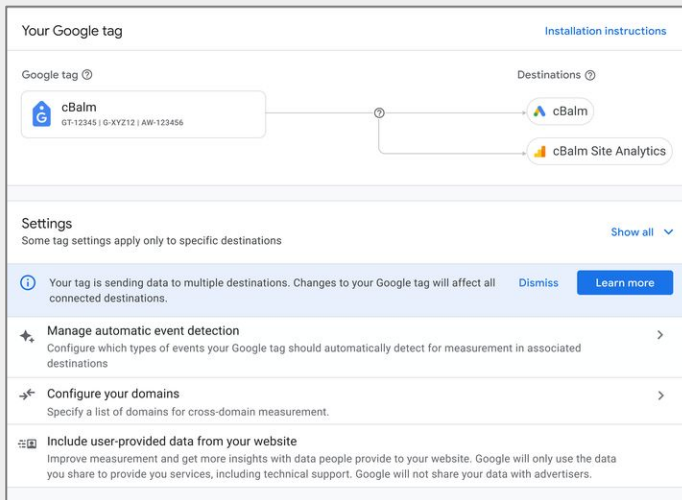 Your Google tag
Installation instructions
Google tag
Destinations
cBalm
GT-12345 | G-XYZ12 | AW-123456
cBalm
cBalm Site Analytics
Settings
Some tag settings apply only to specific destinations
Show all
Your tag is sending data to multiple destinations. Changes to your Google tag will affect all
connected destinations.
Dismiss
Learn more
Manage automatic event detection
Configure which types of events your Google tag should automatically detect for measurement in associated
destinations
Configure your domains
Specify a list of domains for cross-domain measurement.
Include user-provided data from your website
Improve measurement and get more insights with data people provide to your website. Google will only use the data
you share to provide you services, including technical support. Google will not share your data with advertisers.